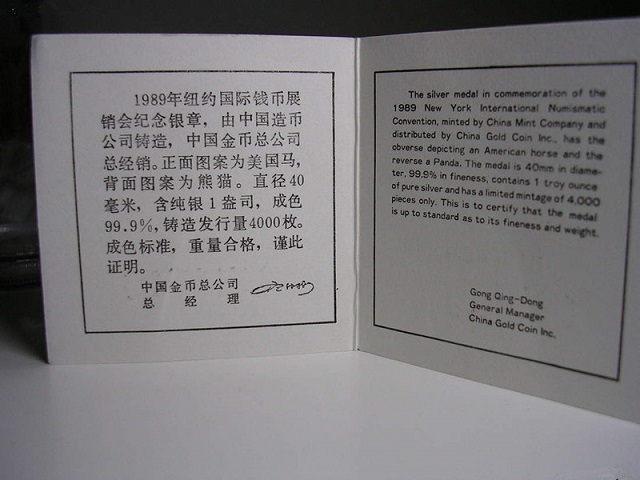 1989年纽约国际钱币展
销会纪念银章，由中国造币
公司铸造，中国金币总公司
总经销。正面图案为美国马，
背面图案为熊猫。直径40
毫米，含纯银1盎司，成色
99.9%，铸造发行量4000枚。
成色标准，重量合格，谨此
证明。
中国金币总公司
总 经 理
The silver medal in commemoration of the
1989 New York International Numismatic
Convention, minted by China Mint Company and
distributed by China Gold Coin Inc., has the
obverse depicting an American horse and the
reverse a Panda. The medal is 40mm in diame-
ter, 99.9% in fineness, contains 1 troy ounce
of pure silver and has a limited mintage of 4,000
pieces only. This is to certify that the medal
is up to standard as to its fineness and weight.
Gong Qing-Dong
General Manager
China Gold Coin Inc.